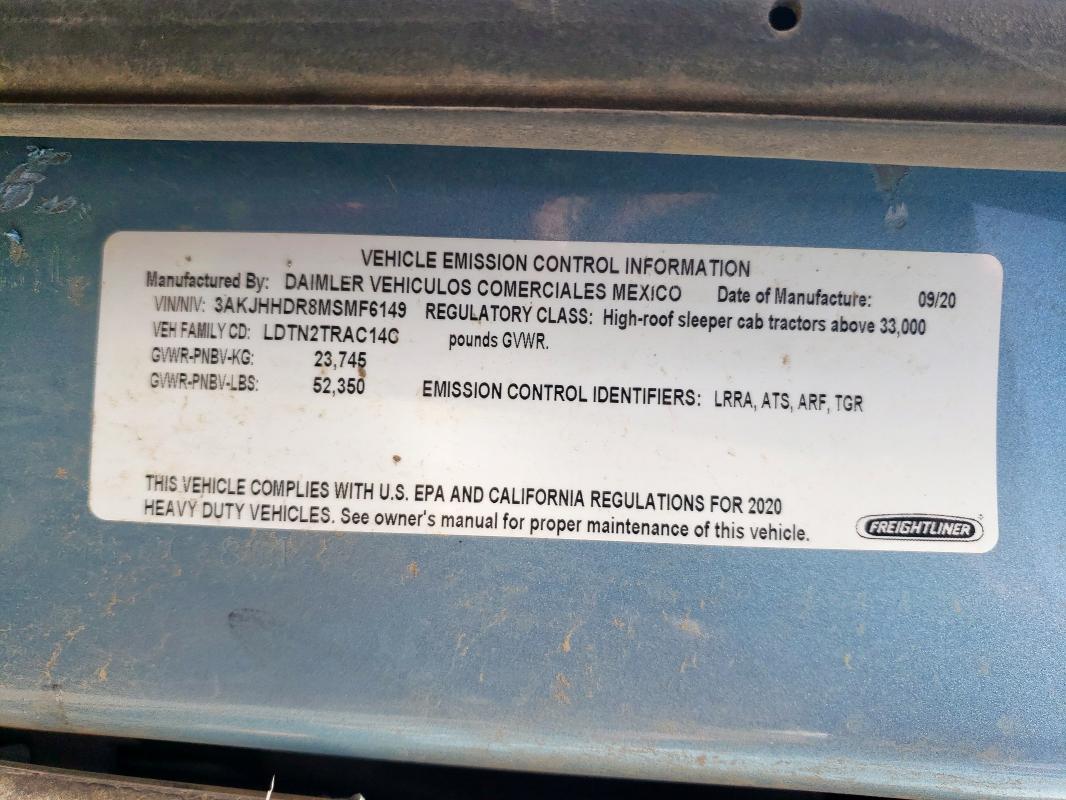 VEHICLE EMISSION CONTROL INFORMATION
Manufactured By: DAIMLER VEHICULOS COMERCIALES MEXICO Date of Manufacture: 09/20
VIN/NIV: 3AKJHHDR8MSMF6149 REGULATORY CLASS: High-roof sleeper cab tractors above 33,000
VEH FAMILY CD: LDTN2TRAC14C pounds GVWR.
GVWR-PNBV-KG: 23,745
GVWR-PNBV-LBS: 52,350 EMISSION CONTROL IDENTIFIERS: LRRA, ATS, ARF, TGR
THIS VEHICLE COMPLIES WITH U.S. EPA AND CALIFORNIA REGULATIONS FOR 2020
HEAVY DUTY VEHICLES. See owner's manual for proper maintenance of this vehicle.
FREIGHTLINER